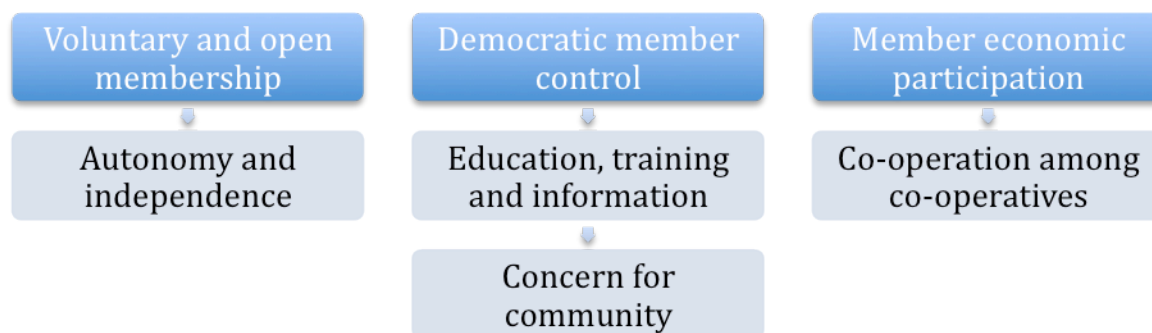 Voluntary and open
membership
Democratic member
control
Member economic
participation
Autonomy and
independence
Education, training
and information
Co-operation among
co-operatives
Concern for
community